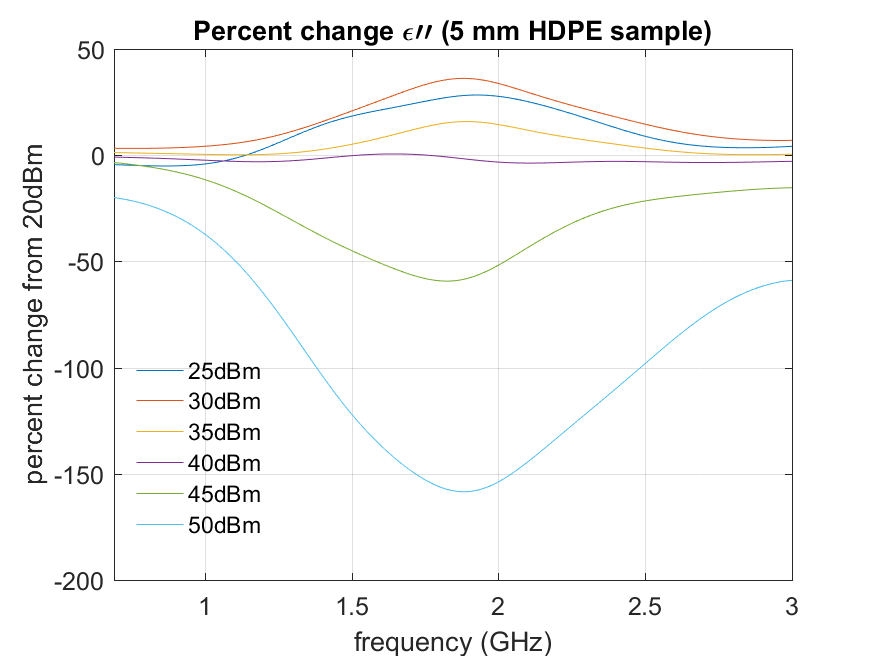 Percent change ϵ′′ (5 mm HDPE sample)
50
0
-50
-100
-150
-200
percent change from 20dBm
25dBm
30dBm
35dBm
40dBm
45dBm
50dBm
1
1.5
2
2.5
3
frequency (GHz)